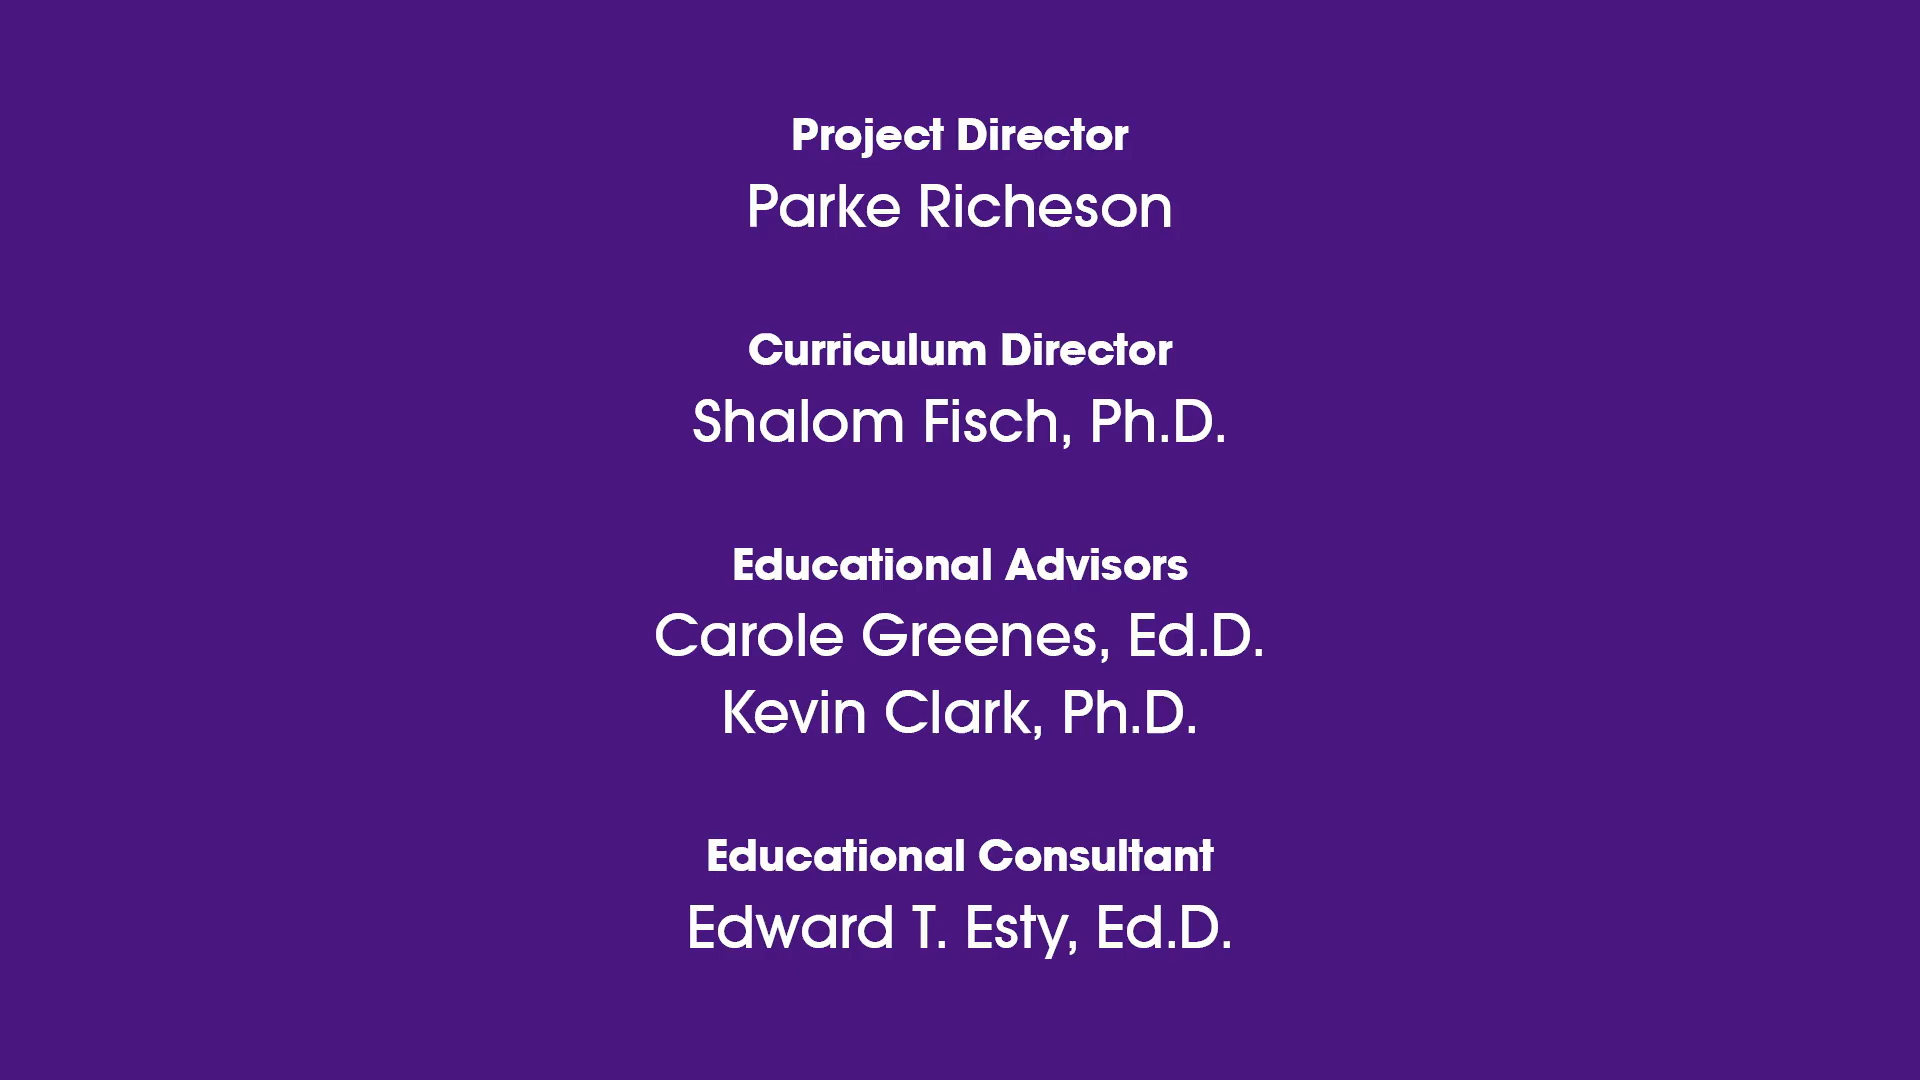 Project Director
Parke Richeson
Curriculum Director
Shalom Fisch, Ph.D.
Educational Advisors
Carole Greenes, Ed.D.
Kevin Clark, Ph.D.
Educational Consultant
Edward T. Esty, Ed.D.